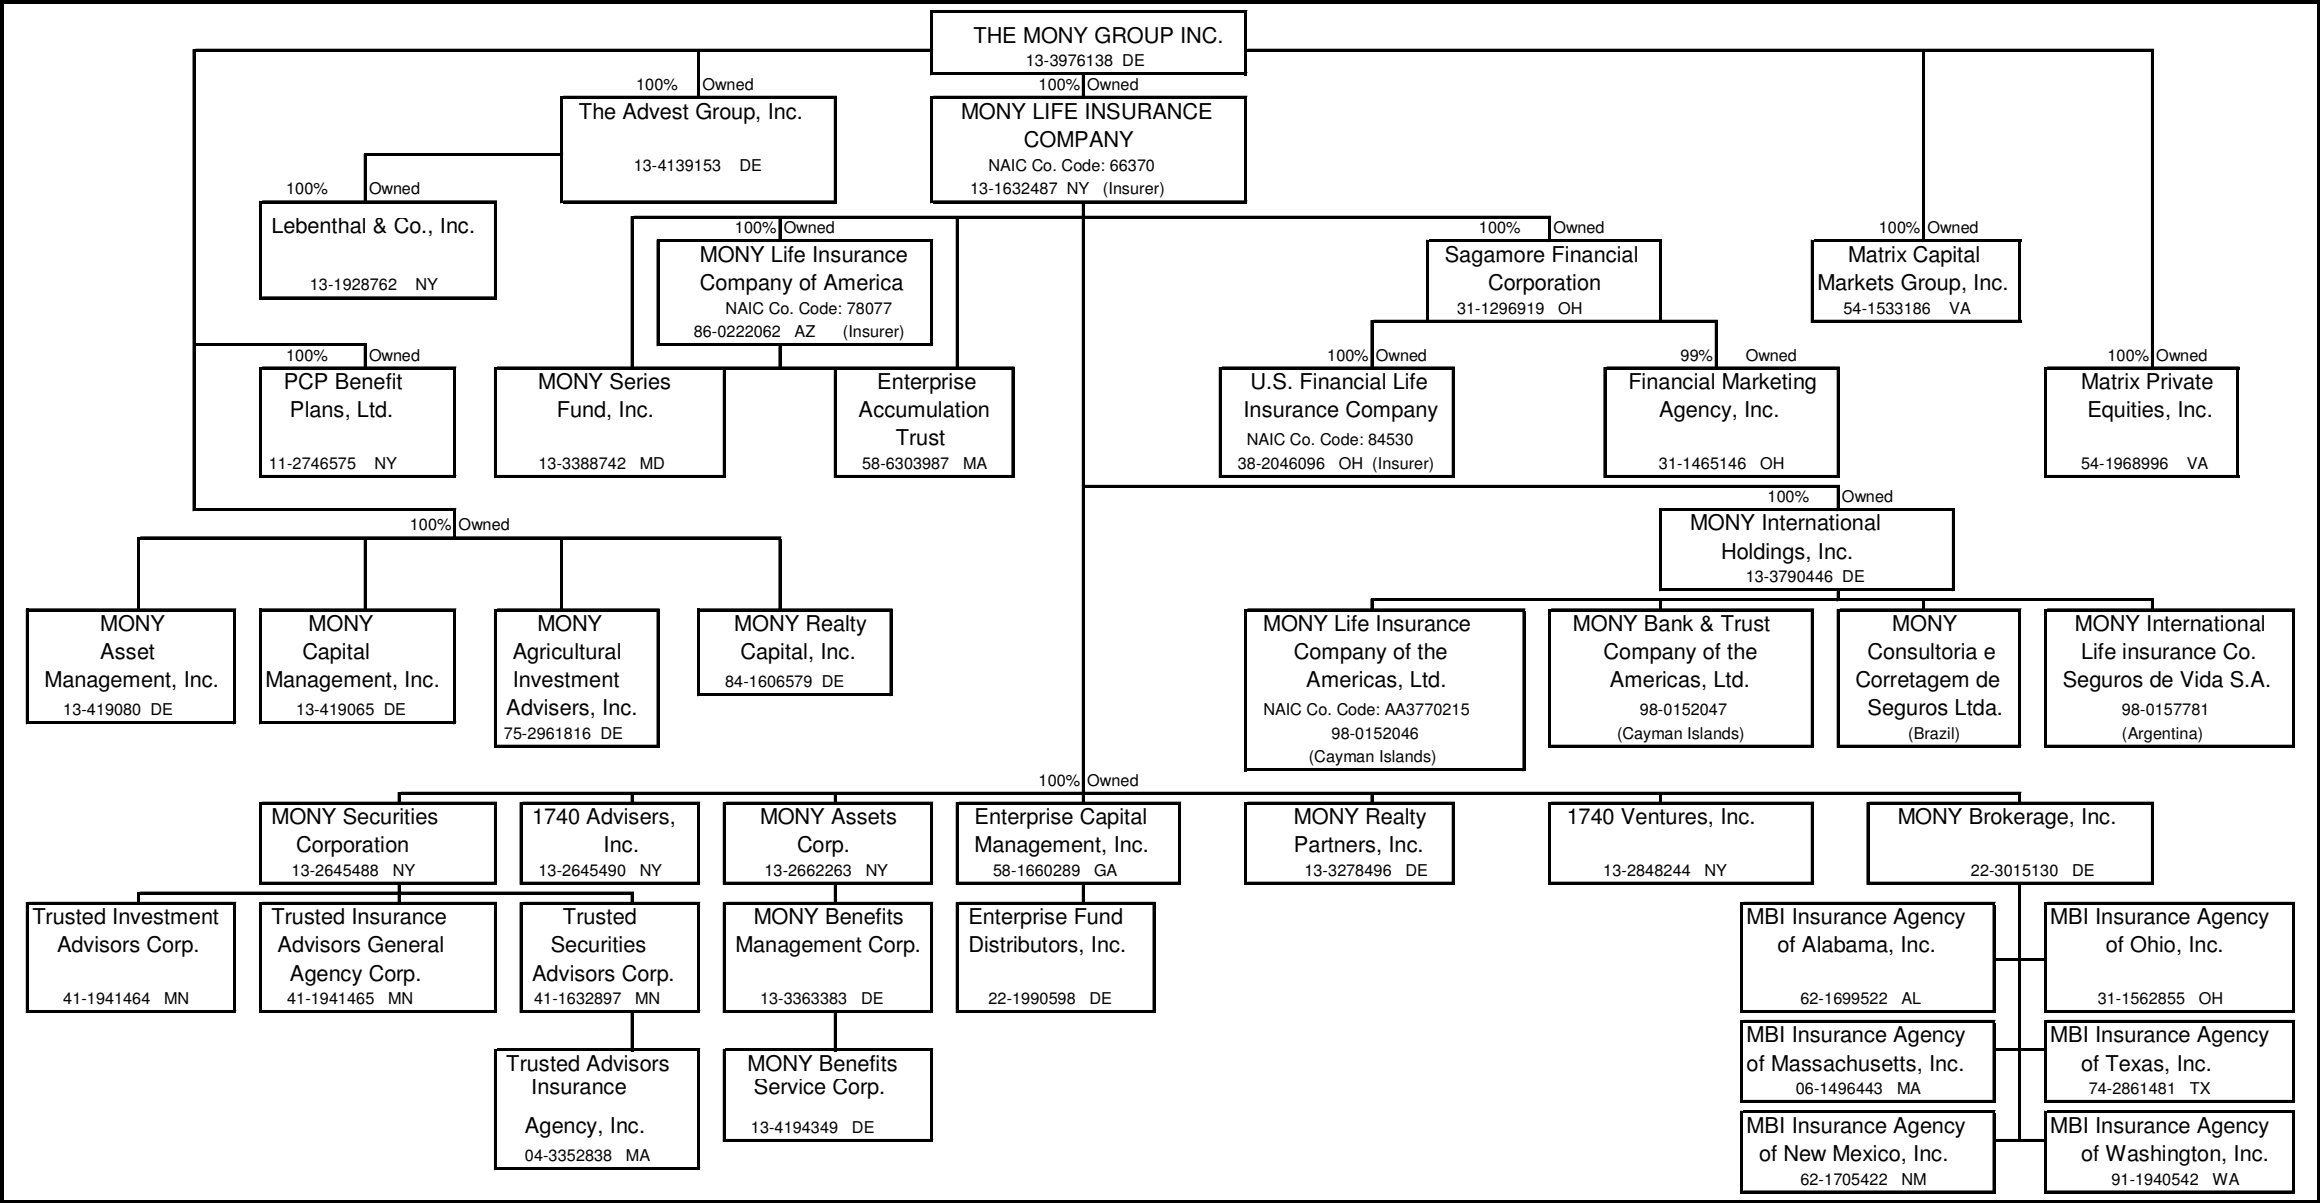 THE MONY GROUP INC.
13-3976138 DE
100% Owned
The Advest Group, Inc.
13-4139153 DE
100% Owned
MONY LIFE INSURANCE
COMPANY
NAIC Co. Code: 66370
13-1632487 NY (Insurer)
100% Owned
Lebenthal & Co., Inc.
13-1928762 NY
100% Owned
MONY Life Insurance
Company of America
NAIC Co. Code: 78077
86-0222062 AZ (Insurer)
100% Owned
Sagamore Financial
Corporation
31-1296919 OH
100% Owned
Matrix Capital
Markets Group, Inc.
54-1533186 VA
100% Owned
PCP Benefit
Plans, Ltd.
11-2746575 NY
MONY Series
Fund, Inc.
13-3388742 MD
Enterprise
Accumulation
Trust
58-6303987 MA
100% Owned
U.S. Financial Life
Insurance Company
NAIC Co. Code: 84530
38-2046096 OH (Insurer)
99% Owned
Financial Marketing
Agency, Inc.
31-1465146 OH
100% Owned
Matrix Private
Equities, Inc.
54-1968996 VA
100% Owned
MONY International
Holdings, Inc.
13-3790446 DE
100% Owned
MONY
Asset
Management, Inc.
13-419080 DE
MONY
Capital
Management, Inc.
13-419065 DE
MONY
Agricultural
Investment
Advisers, Inc.
75-2961816 DE
MONY Realty
Capital, Inc.
84-1606579 DE
MONY Life Insurance
Company of the
Americas, Ltd.
NAIC Co. Code: AA3770215
98-0152046
(Cayman Islands)
MONY Bank & Trust
Company of the
Americas, Ltd.
98-0152047
(Cayman Islands)
MONY
Consultoria e
Corretagem de
Seguros Ltda.
(Brazil)
MONY International
Life insurance Co.
Seguros de Vida S.A.
98-0157781
(Argentina)
100% Owned
MONY Securities
Corporation
13-2645488 NY
1740 Advisers,
Inc.
13-2645490 NY
MONY Assets
Corp.
13-2662263 NY
Enterprise Capital
Management, Inc.
58-1660289 GA
MONY Realty
Partners, Inc.
13-3278496 DE
1740 Ventures, Inc.
13-2848244 NY
MONY Brokerage, Inc.
22-3015130 DE
Trusted Investment
Advisors Corp.
41-1941464 MN
Trusted Insurance
Advisors General
Agency Corp.
41-1941465 MN
Trusted
Securities
Advisors Corp.
41-1632897 MN
MONY Benefits
Management Corp.
13-3363383 DE
Enterprise Fund
Distributors, Inc.
22-1990598 DE
MBI Insurance Agency
of Alabama, Inc.
62-1699522 AL
MBI Insurance Agency
of Ohio, Inc.
31-1562855 OH
Trusted Advisors
Insurance
Agency, Inc.
04-3352838 MA
MONY Benefits
Service Corp.
13-4194349 DE
MBI Insurance Agency
of Massachusetts, Inc.
06-1496443 MA
MBI Insurance Agency
of Texas, Inc.
74-2861481 TX
MBI Insurance Agency
of New Mexico, Inc.
62-1705422 NM
MBI Insurance Agency
of Washington, Inc.
91-1940542 WA